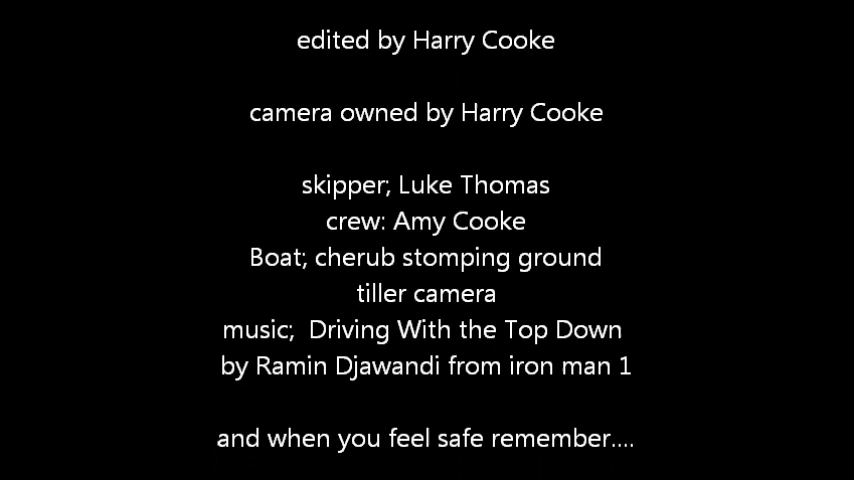 edited by Harry Cooke
camera owned by Harry Cooke
skipper; Luke Thomas
crew: Amy Cooke
Boat; cherub stomping ground
tiller camera
music;  Driving With the Top Down
by Ramin Djawandi from iron man 1
and when you feel safe remember....